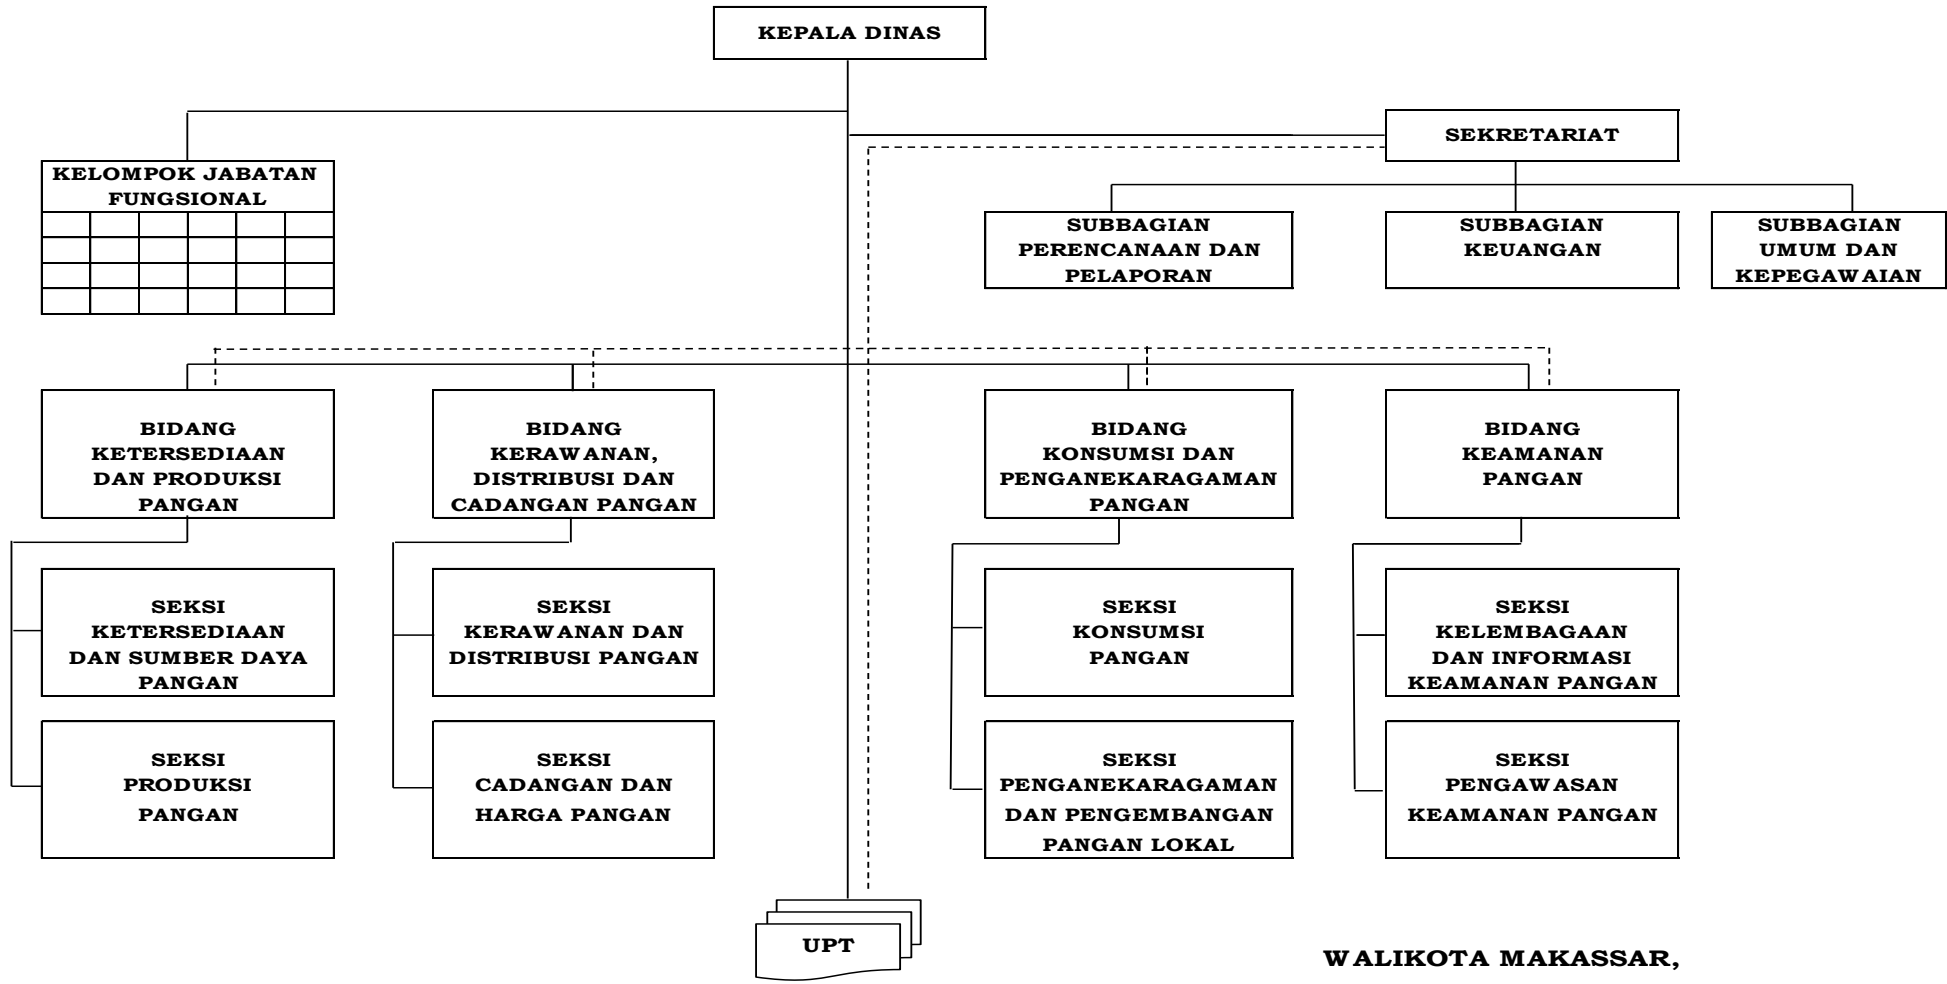 KEPALA DINAS
SEKRETARIAT
KELOMPOK JABATAN
FUNGSIONAL
SUBBAGIAN
PERENCANAAN DAN
PELAPORAN
SUBBAGIAN
KEUANGAN
SUBBAGIAN
UMUM DAN
KEPEGAWAIAN
BIDANG
KETERSEDIAAN
DAN PRODUKSI
PANGAN
BIDANG
KERAWANAN,
DISTRIBUSI DAN
CADANGAN PANGAN
BIDANG
KONSUMSI DAN
PENGANEKARAGAMAN
PANGAN
BIDANG
KEAMANAN
PANGAN
SEKSI
KETERSEDIAAN
DAN SUMBER DAYA
PANGAN
SEKSI
KERAWANAN DAN
DISTRIBUSI PANGAN
SEKSI
KONSUMSI
PANGAN
SEKSI
KELEMBAGAAN
DAN INFORMASI
KEAMANAN PANGAN
SEKSI
PRODUKSI
PANGAN
SEKSI
CADANGAN DAN
HARGA PANGAN
SEKSI
PENGANEKARAGAMAN
DAN PENGEMBANGAN
PANGAN LOKAL
SEKSI
PENGAWASAN
KEAMANAN PANGAN
UPT
WALIKOTA MAKASSAR,